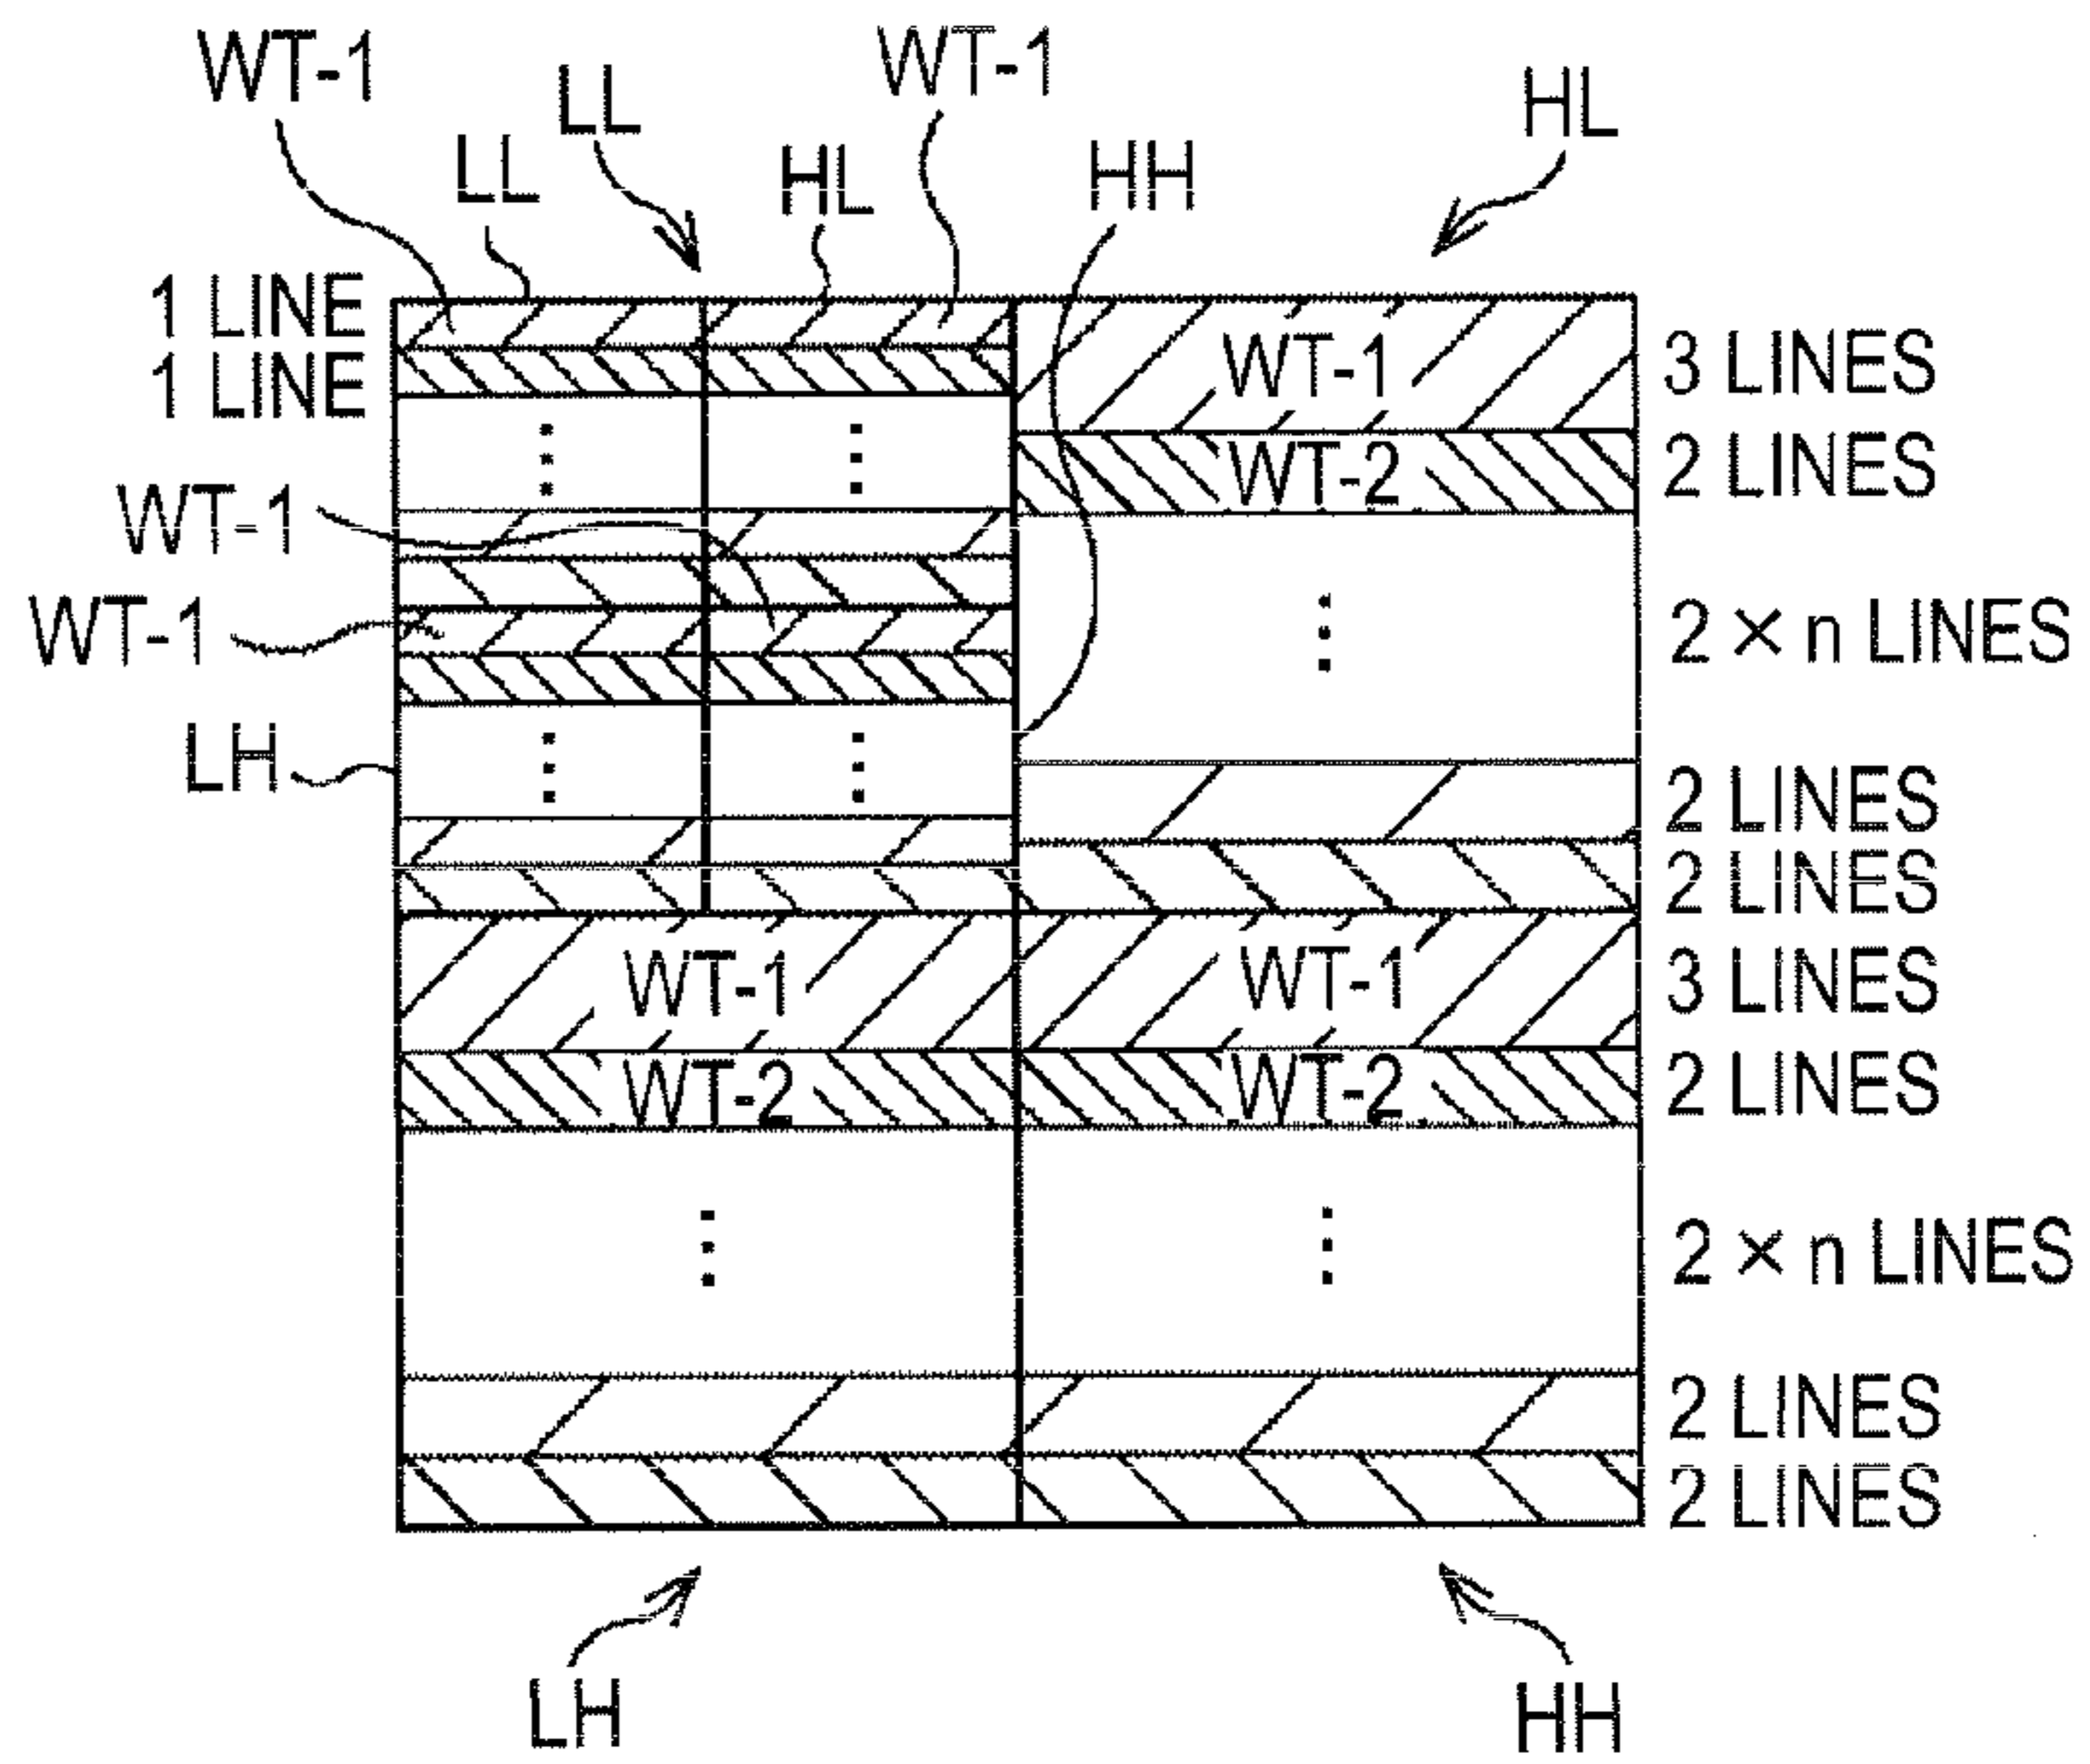 WT-1 LL LL HL WT-1 HH HL
1 LINE
1 LINE
WT-1 3 LINES
WT-2 2 LINES
WT-1
WT-1
2 × n LINES
LH
2 LINES
2 LINES
WT-1 WT-1 3 LINES
WT-2 WT-2 2 LINES
2 × n LINES
2 LINES
2 LINES
LH HH